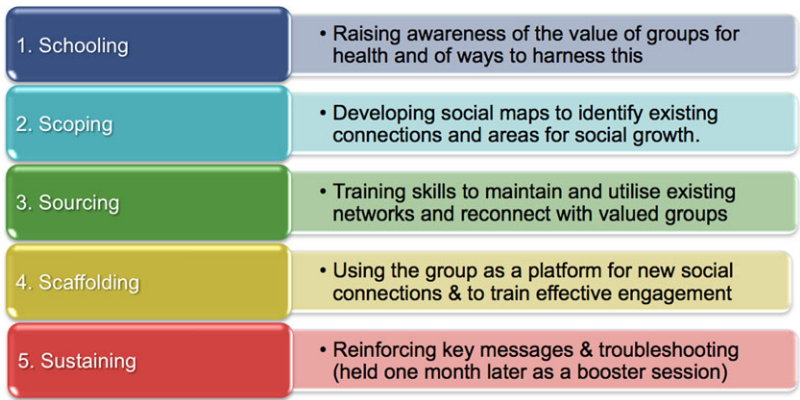 1. Schooling
• Raising awareness of the value of groups for
health and of ways to harness this
2. Scoping
• Developing social maps to identify existing
connections and areas for social growth.
3. Sourcing
• Training skills to maintain and utilise existing
networks and reconnect with valued groups
4. Scaffolding
• Using the group as a platform for new social
connections & to train effective engagement
5. Sustaining
• Reinforcing key messages & troubleshooting
(held one month later as a booster session)